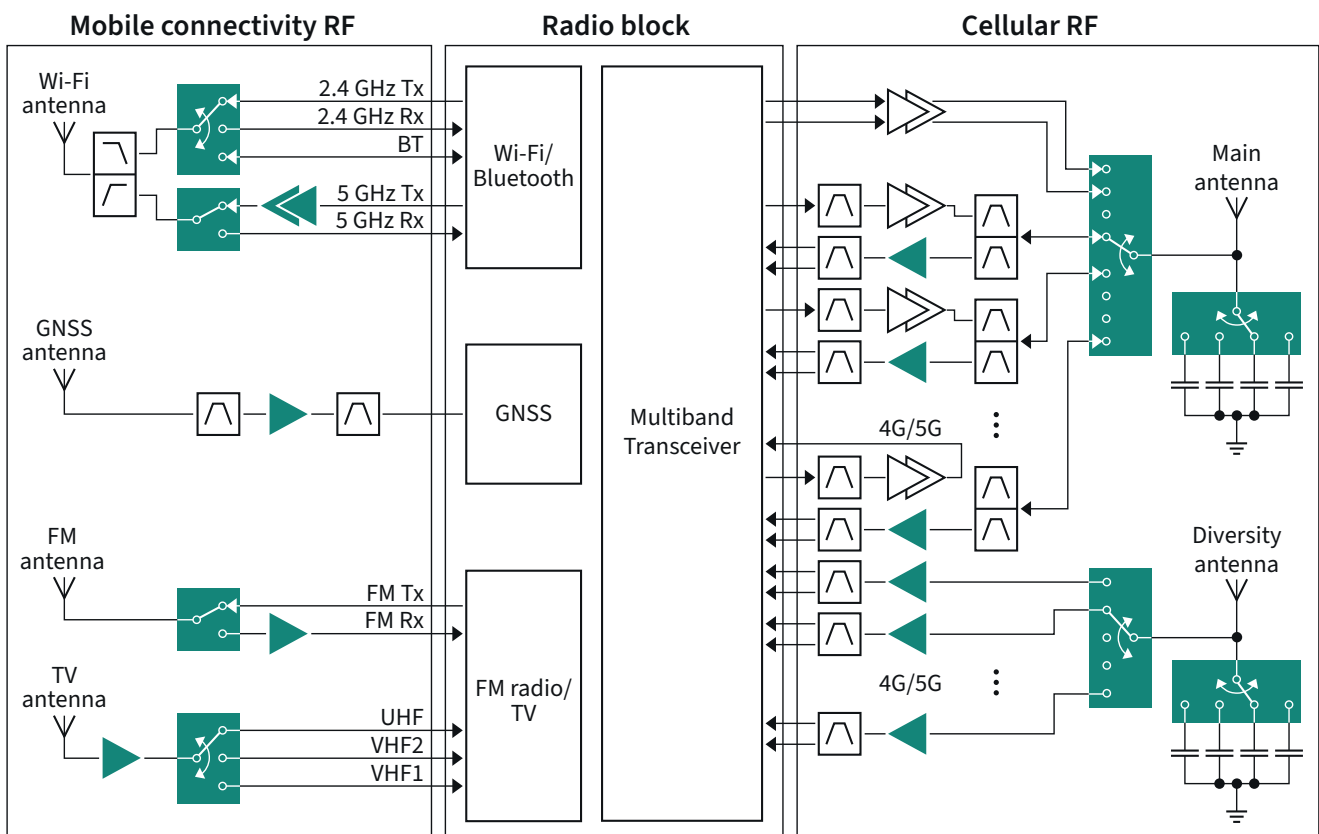 Mobile connectivity RF
Radio block
Cellular RF
Wi-Fi
antenna
2.4 GHz Tx
2.4 GHz Rx
BT
5 GHz Tx
5 GHz Rx
Wi-Fi/
Bluetooth
GNSS
antenna
GNSS
FM
antenna
FM Tx
FM Rx
TV
antenna
UHF
VHF2
VHF1
FM radio/
TV
Multiband
Transceiver
Main
antenna
4G/5G
Diversity
antenna
4G/5G